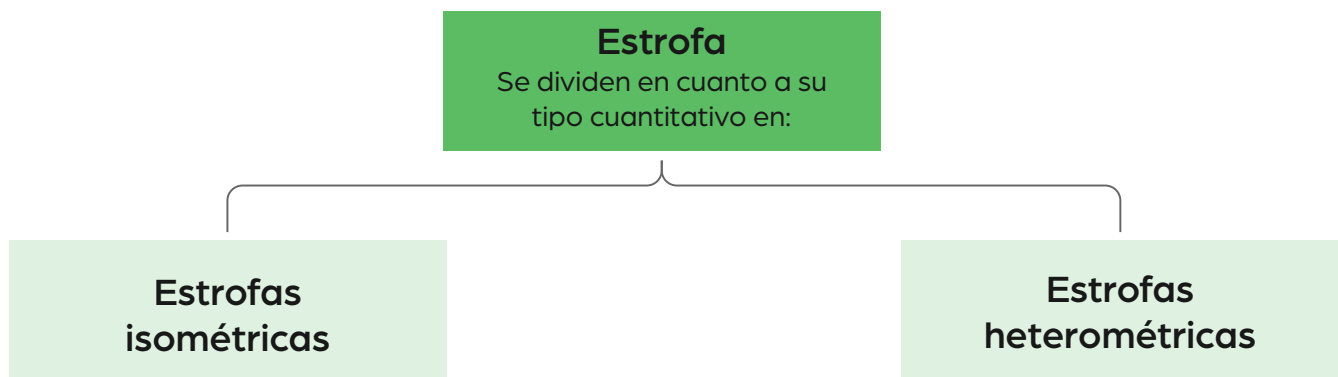 Estrofa
Se dividen en cuanto a su
tipo cuantitativo en:
Estrofas
isométricas
Estrofas
heterométricas